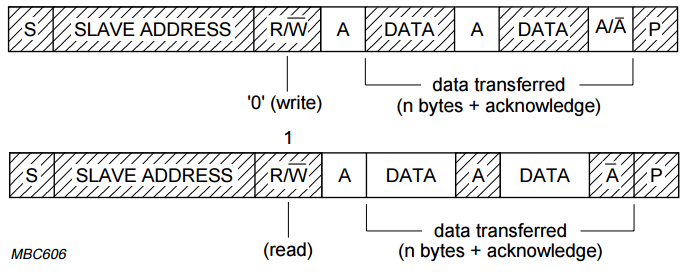 S SLAVE ADDRESS R/W̅ A DATA A DATA A/A̅ P
data transferred
'0' (write) (n bytes + acknowledge)
1
S SLAVE ADDRESS R/W̅ A DATA A DATA A̅ P
data transferred
(read) (n bytes + acknowledge)
MBC606